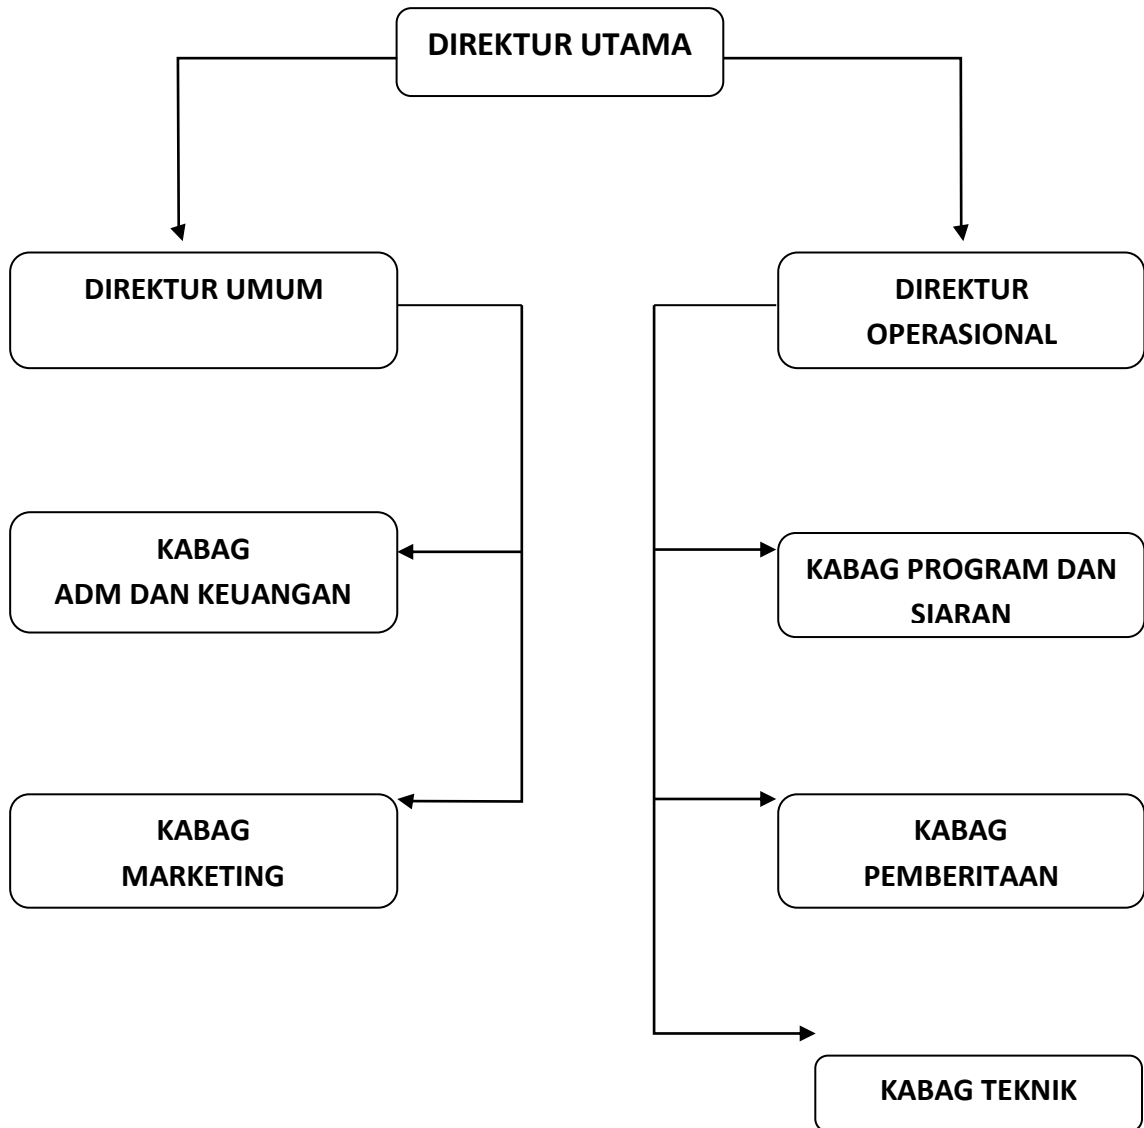 DIREKTUR UTAMA
DIREKTUR UMUM
DIREKTUR
OPERASIONAL
KABAG
ADM DAN KEUANGAN
KABAG PROGRAM DAN
SIARAN
KABAG
MARKETING
KABAG
PEMBERITAAN
KABAG TEKNIK